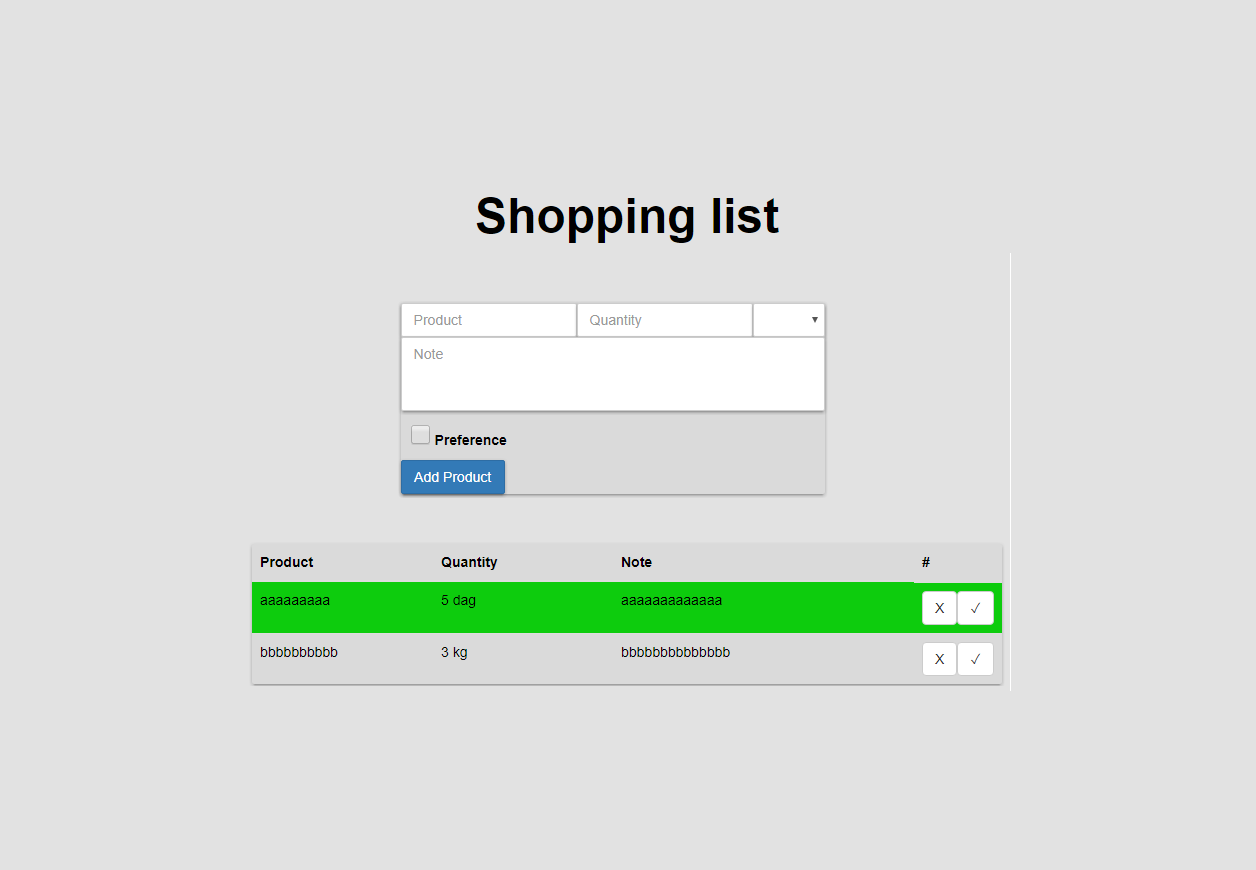 Shopping list
Product Quantity ▾
Note
Preference
Add Product
Product Quantity Note #
aaaaaaaaa 5 dag aaaaaaaaaaaaa X ✓
bbbbbbbbbb 3 kg bbbbbbbbbbbbbb X ✓